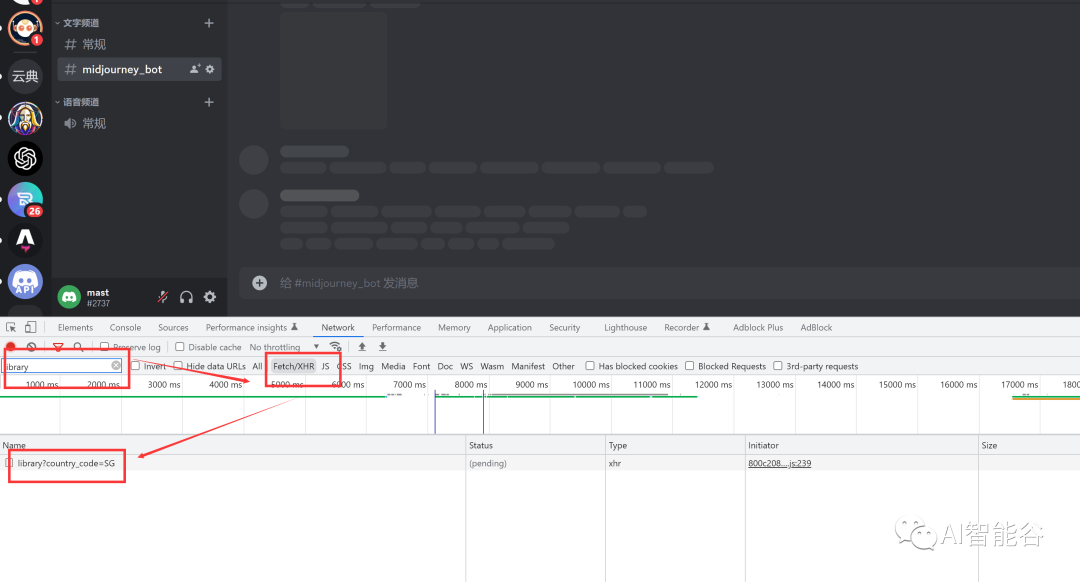 1
文字频道
常规
云典
midjourney_bot
语音频道
常规
26
API
mast
#2737
给 #midjourney_bot 发消息
Elements Console Sources Performance insights Network Performance Memory Application Security Lighthouse Recorder Adblock Plus AdBlock
Preserve log Disable cache No throttling
library Invert Hide data URLs All Fetch/XHR JS CSS Img Media Font Doc WS Wasm Manifest Other Has blocked cookies Blocked Requests 3rd-party requests
1000 ms 2000 ms 3000 ms 4000 ms 5000 ms 6000 ms 7000 ms 8000 ms 9000 ms 10000 ms 11000 ms 12000 ms 13000 ms 14000 ms 15000 ms 16000 ms 17000 ms 1800
Name Status Type Initiator Size
library?country_code=SG (pending) xhr 800c208….js:239
AI智能谷